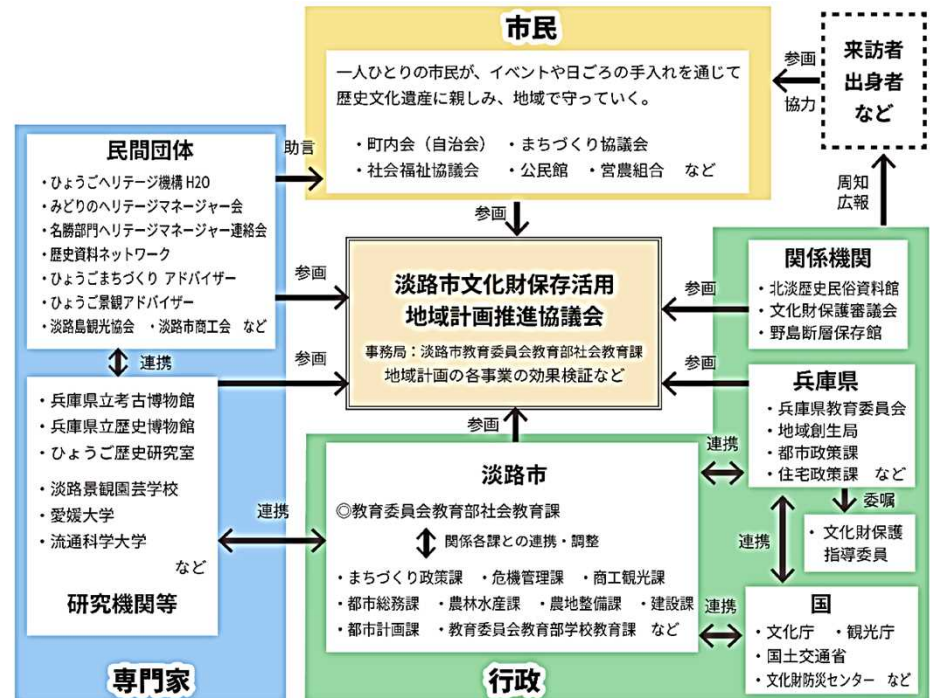 市民
一人ひとりの市民が、イベントや日ごろの手入れを通じて
歴史文化遺産に親しみ、地域で守っていく。
・町内会（自治会）　・まちづくり協議会
・社会福祉協議会　・公民館　・営農組合　など
参画
協力
来訪者
出身者
など
周知
広報
民間団体
・ひょうごヘリテージ機構 H2O
・みどりのヘリテージマネージャー会
・名勝部門ヘリテージマネージャー連絡会
・歴史資料ネットワーク
・ひょうごまちづくり アドバイザー
・ひょうご景観アドバイザー
・淡路島観光協会　・淡路市商工会　など
助言
参画
参画
連携
参画
淡路市文化財保存活用
地域計画推進協議会
事務局：淡路市教育委員会教育部社会教育課
地域計画の各事業の効果検証など
参画
関係機関
・北淡歴史民俗資料館
・文化財保護審議会
・野島断層保存館
参画
兵庫県
・兵庫県教育委員会
・地域創生局
・都市政策課
・住宅政策課　など
委嘱
・文化財保護
指導委員
連携
・兵庫県立考古博物館
・兵庫県立歴史博物館
・ひょうご歴史研究室
・淡路景観園芸学校
・愛媛大学
・流通科学大学
など
研究機関等
専門家
連携
参画
淡路市
◎教育委員会教育部社会教育課
関係各課との連携・調整
・まちづくり政策課　・危機管理課　・商工観光課
・都市総務課　・農林水産課　・農地整備課　・建設課
・都市計画課　・教育委員会教育部学校教育課　など
連携
連携
国
・文化庁　・観光庁
・国土交通省
・文化財防災センター　など
行政